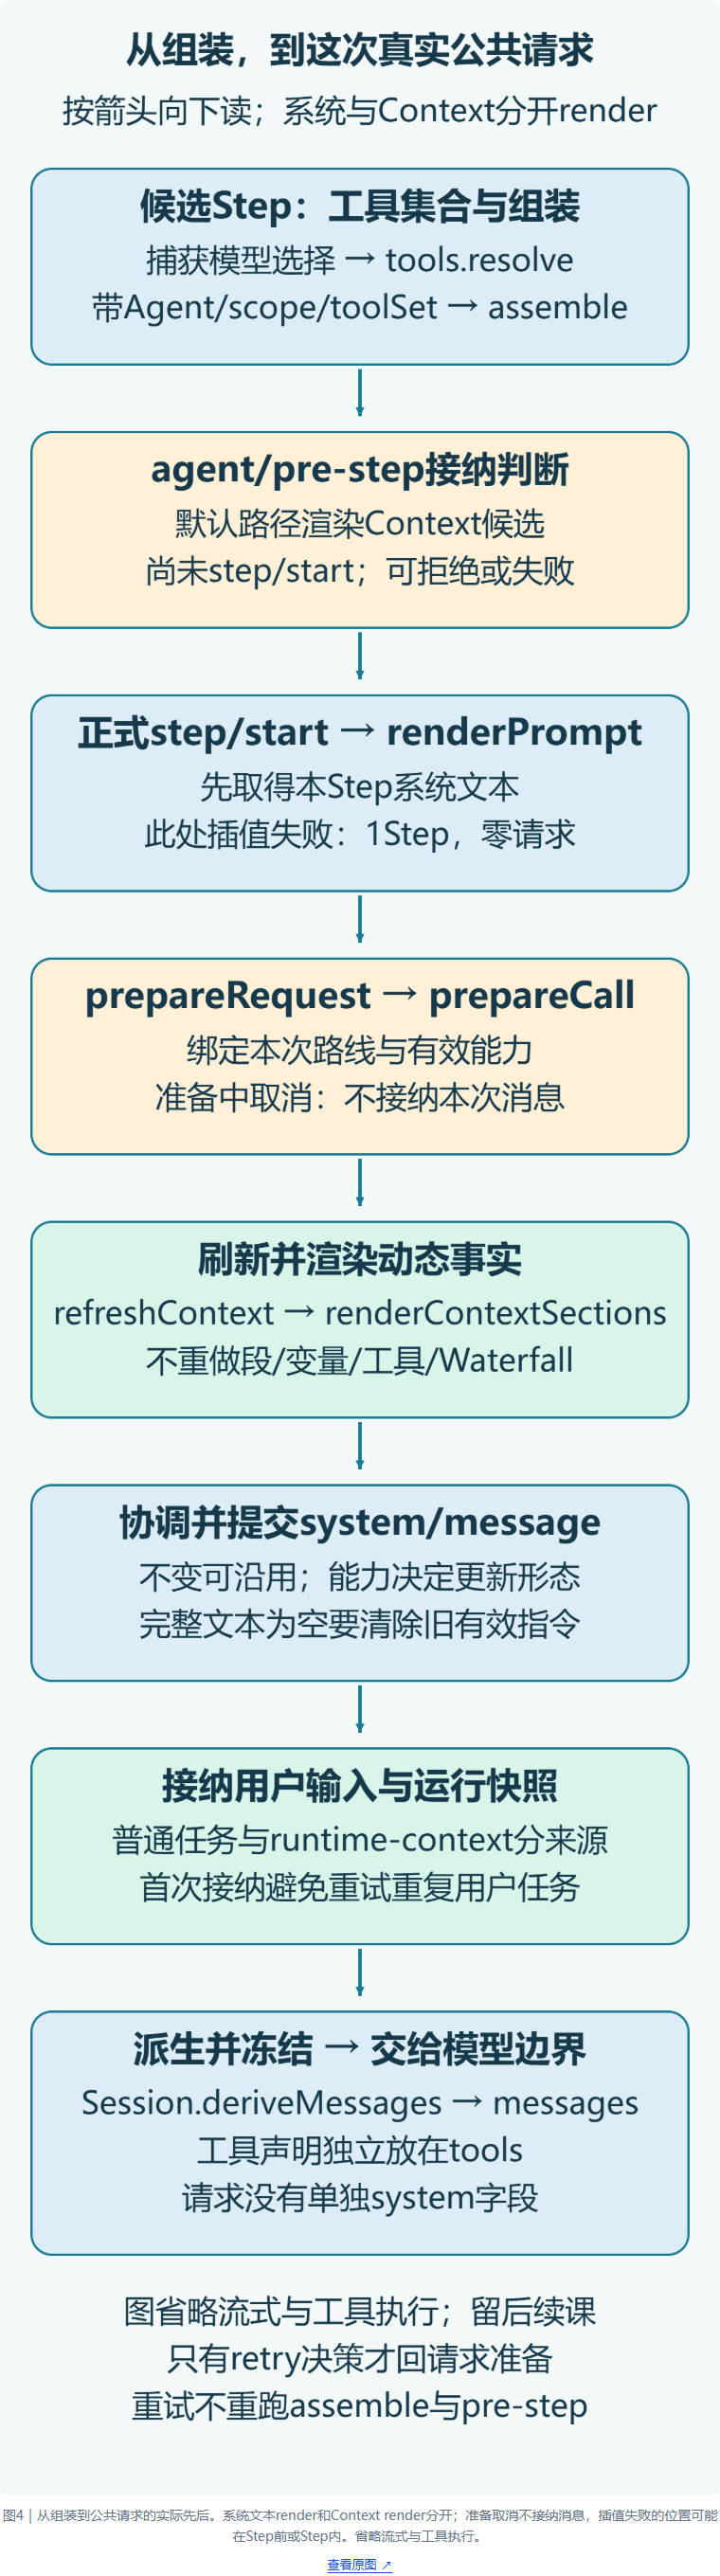 从组装，到这次真实公共请求
按箭头向下读；系统与Context分开render
候选Step：工具集合与组装
捕获模型选择 → tools.resolve
带Agent/scope/toolSet → assemble
agent/pre-step接纳判断
默认路径渲染Context候选
尚未step/start；可拒绝或失败
正式step/start → renderPrompt
先取得本Step系统文本
此处插值失败：1Step，零请求
prepareRequest → prepareCall
绑定本次路线与有效能力
准备中取消：不接纳本次消息
刷新并渲染动态事实
refreshContext → renderContextSections
不重做段/变量/工具/Waterfall
协调并提交system/message
不变可沿用；能力决定更新形态
完整文本为空要清除旧有效指令
接纳用户输入与运行快照
普通任务与runtime-context分来源
首次接纳避免重试重复用户任务
派生并冻结 → 交给模型边界
Session.deriveMessages → messages
工具声明独立放在tools
请求没有单独system字段
图省略流式与工具执行；留后续课
只有retry决策才回请求准备
重试不重跑assemble与pre-step
图4｜从组装到公共请求的实际先后。系统文本render和Context render分开；准备取消不接纳消息，插值失败的位置可能
在Step前或Step内。省略流式与工具执行。
查看原图 ↗